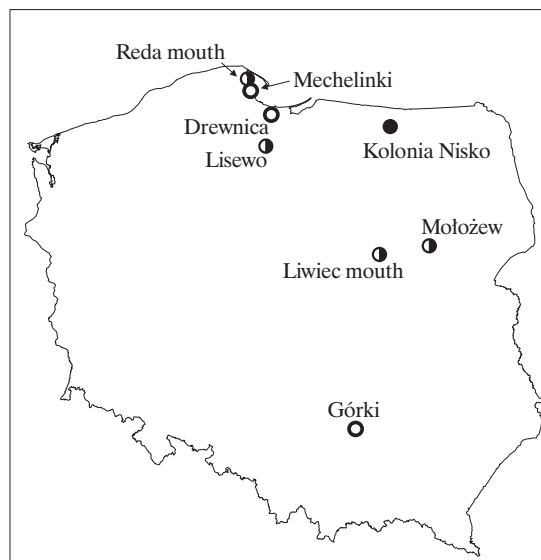 Reda mouth
Mechelinki
Drewnica
Kolonia Nisko
Lisewo
Mołożew
Liwiec mouth
Górki